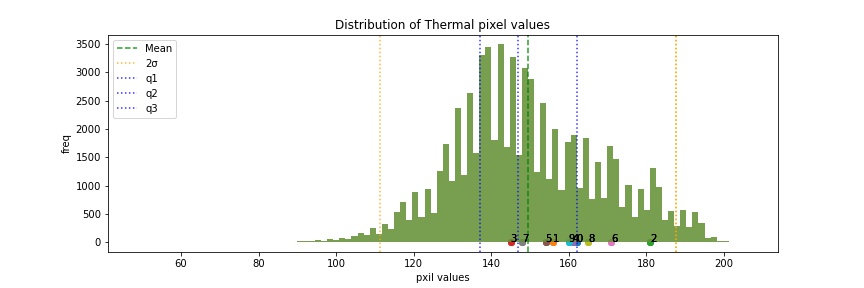 Distribution of Thermal pixel values
3500
3000
2500
2000
1500
1000
500
0
freq
Mean
2σ
q1
q2
q3
3 7 5 1 9 0 8 6 2
60 80 100 120 140 160 180 200
pxil values